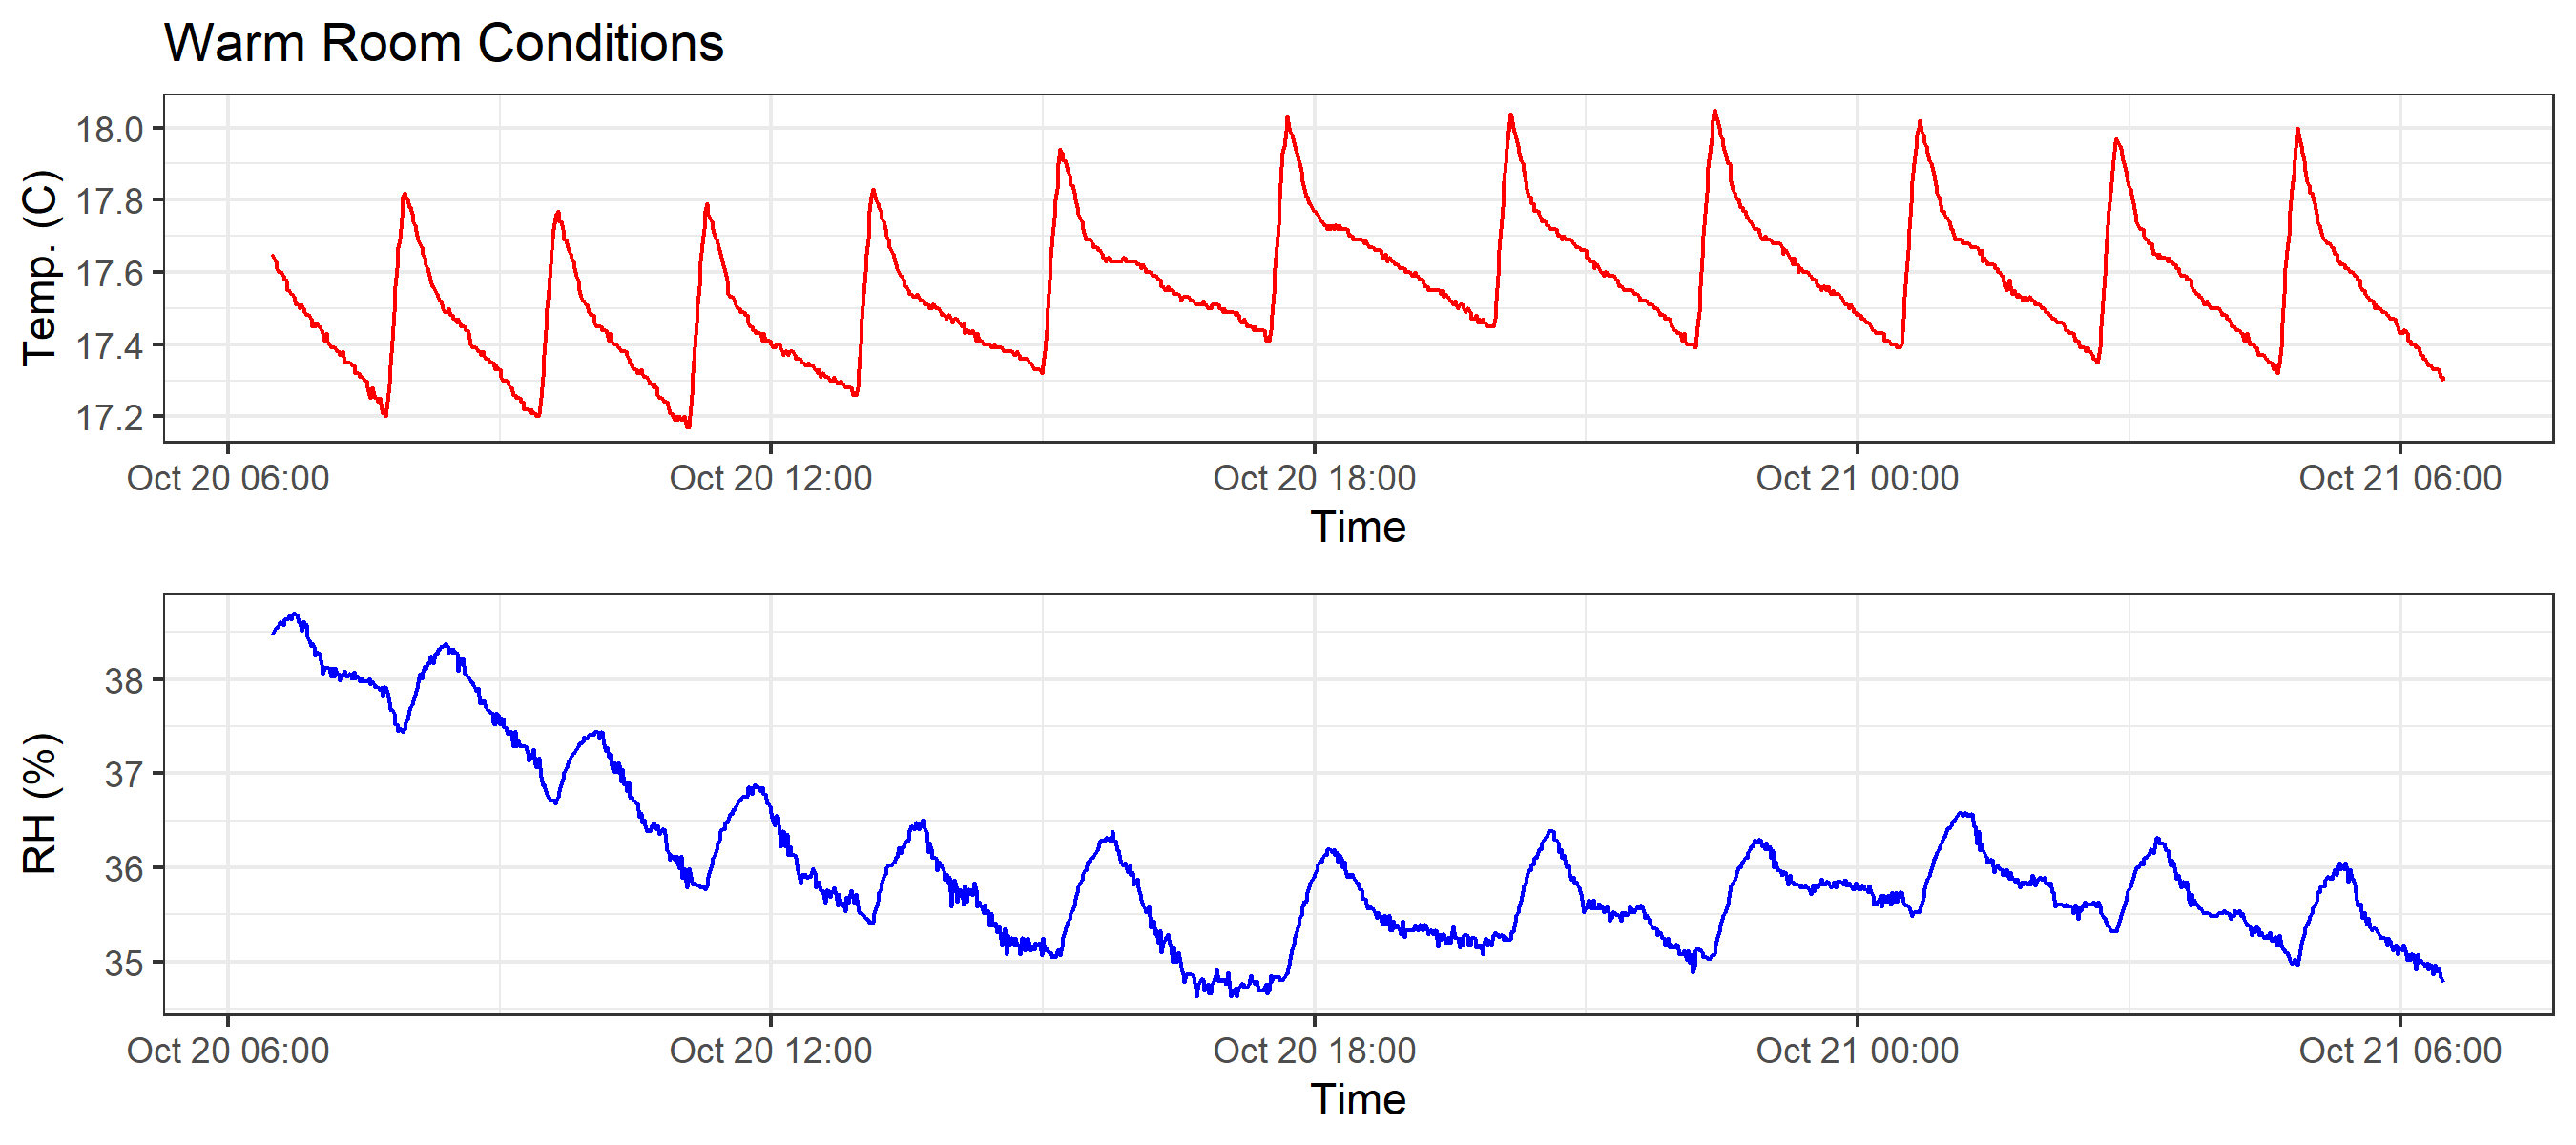 Warm Room Conditions
Temp. (C)
18.0
17.8
17.6
17.4
17.2
Oct 20 06:00 Oct 20 12:00 Oct 20 18:00 Oct 21 00:00 Oct 21 06:00
Time
RH (%)
38
37
36
35
Oct 20 06:00 Oct 20 12:00 Oct 20 18:00 Oct 21 00:00 Oct 21 06:00
Time